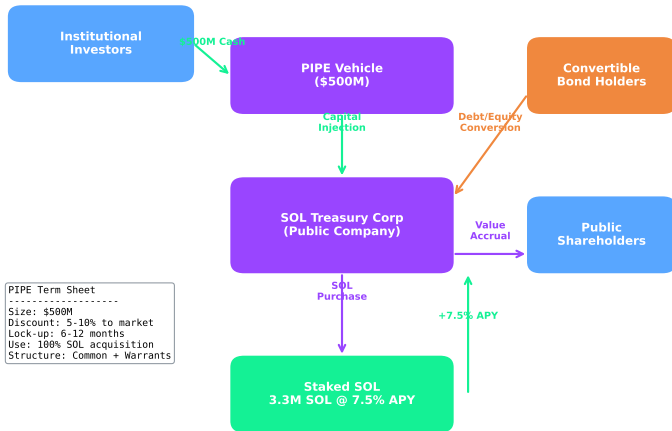 Institutional
Investors
$500M Cash
PIPE Vehicle
($500M)
Convertible
Bond Holders
Capital
Injection
Debt/Equity
Conversion
SOL Treasury Corp
(Public Company)
Value
Accrual
Public
Shareholders
SOL
Purchase
PIPE Term Sheet
-------------------
Size: $500M
Discount: 5-10% to market
Lock-up: 6-12 months
Use: 100% SOL acquisition
Structure: Common + Warrants
+7.5% APY
Staked SOL
3.3M SOL @ 7.5% APY